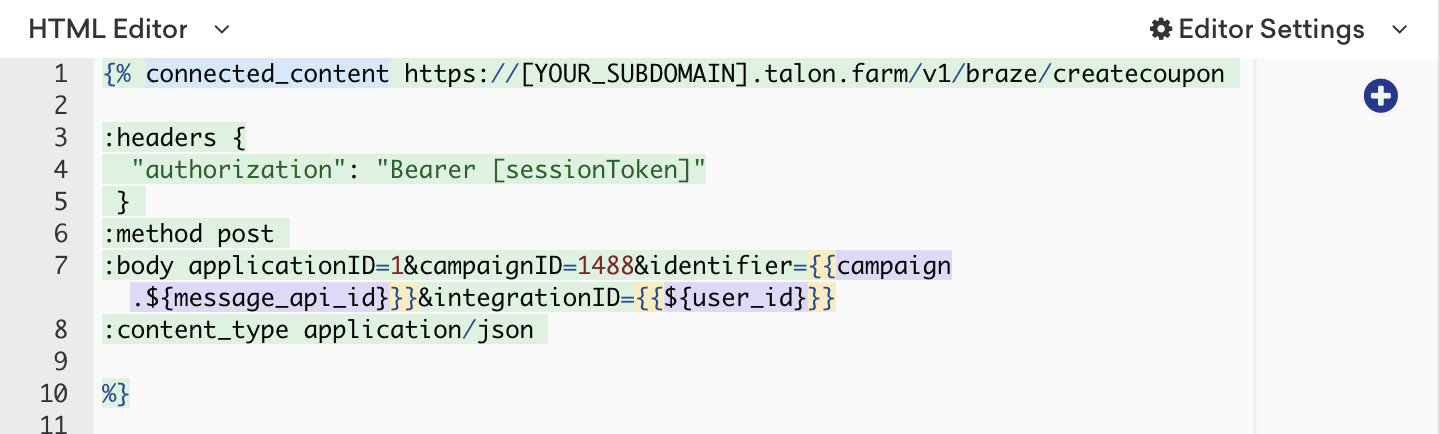 HTML Editor
Editor Settings
1 {% connected_content https://[YOUR_SUBDOMAIN].talon.farm/v1/braze/createcoupon
2
3 :headers {
4   "authorization": "Bearer [sessionToken]"
5  }
6 :method post
7 :body applicationID=1&campaignID=1488&identifier={{campaign
.${message_api_id}}}&integrationID={{${user_id}}}
8 :content_type application/json
9
10 %}
11